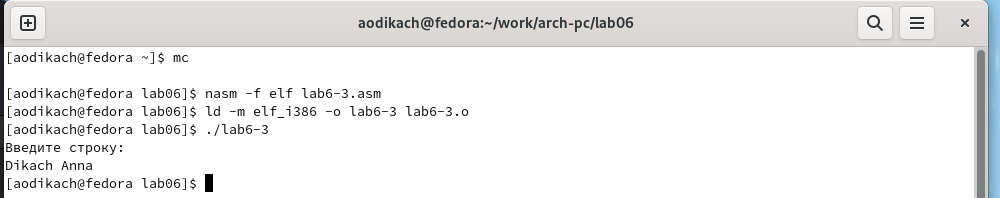 aodikach@fedora:~/work/arch-pc/lab06
[aodikach@fedora ~]$ mc
[aodikach@fedora lab06]$ nasm -f elf lab6-3.asm
[aodikach@fedora lab06]$ ld -m elf_i386 -o lab6-3 lab6-3.o
[aodikach@fedora lab06]$ ./lab6-3
Введите строку:
Dikach Anna
[aodikach@fedora lab06]$